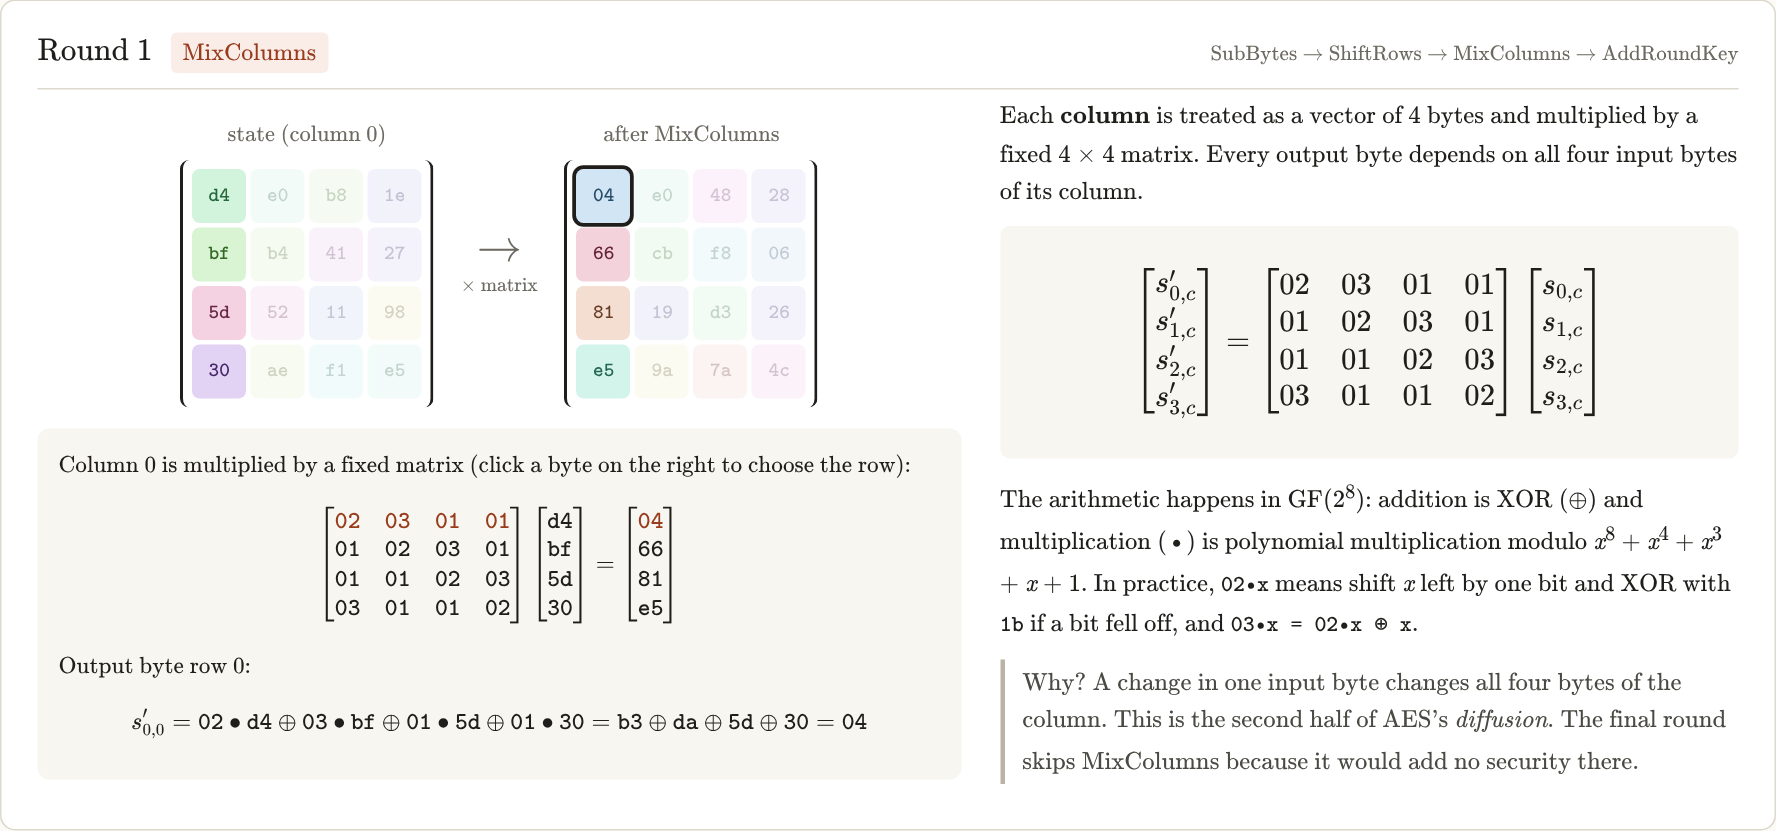 Round 1 MixColumns
SubBytes → ShiftRows → MixColumns → AddRoundKey
state (column 0)
d4 e0 b8 1e
bf b4 41 27
5d 52 11 98
30 ae f1 e5
→
× matrix
after MixColumns
04 e0 48 28
66 cb f8 06
81 19 d3 26
e5 9a 7a 4c
Column 0 is multiplied by a fixed matrix (click a byte on the right to choose the row):
02 03 01 01 d4 04
01 02 03 01 bf 66
=
01 01 02 03 5d 81
03 01 01 02 30 e5
Output byte row 0:
s′0,0 = 02 • d4 ⊕ 03 • bf ⊕ 01 • 5d ⊕ 01 • 30 = b3 ⊕ da ⊕ 5d ⊕ 30 = 04
Each column is treated as a vector of 4 bytes and multiplied by a
fixed 4 × 4 matrix. Every output byte depends on all four input bytes
of its column.
s′0,c 02 03 01 01 s0,c
s′1,c 01 02 03 01 s1,c
=
s′2,c 01 01 02 03 s2,c
s′3,c 03 01 01 02 s3,c
The arithmetic happens in GF(2⁸): addition is XOR (⊕) and
multiplication ( • ) is polynomial multiplication modulo x⁸ + x⁴ + x³
+ x + 1. In practice, 02•x means shift x left by one bit and XOR with
1b if a bit fell off, and 03•x = 02•x ⊕ x.
Why? A change in one input byte changes all four bytes of the
column. This is the second half of AES’s diffusion. The final round
skips MixColumns because it would add no security there.